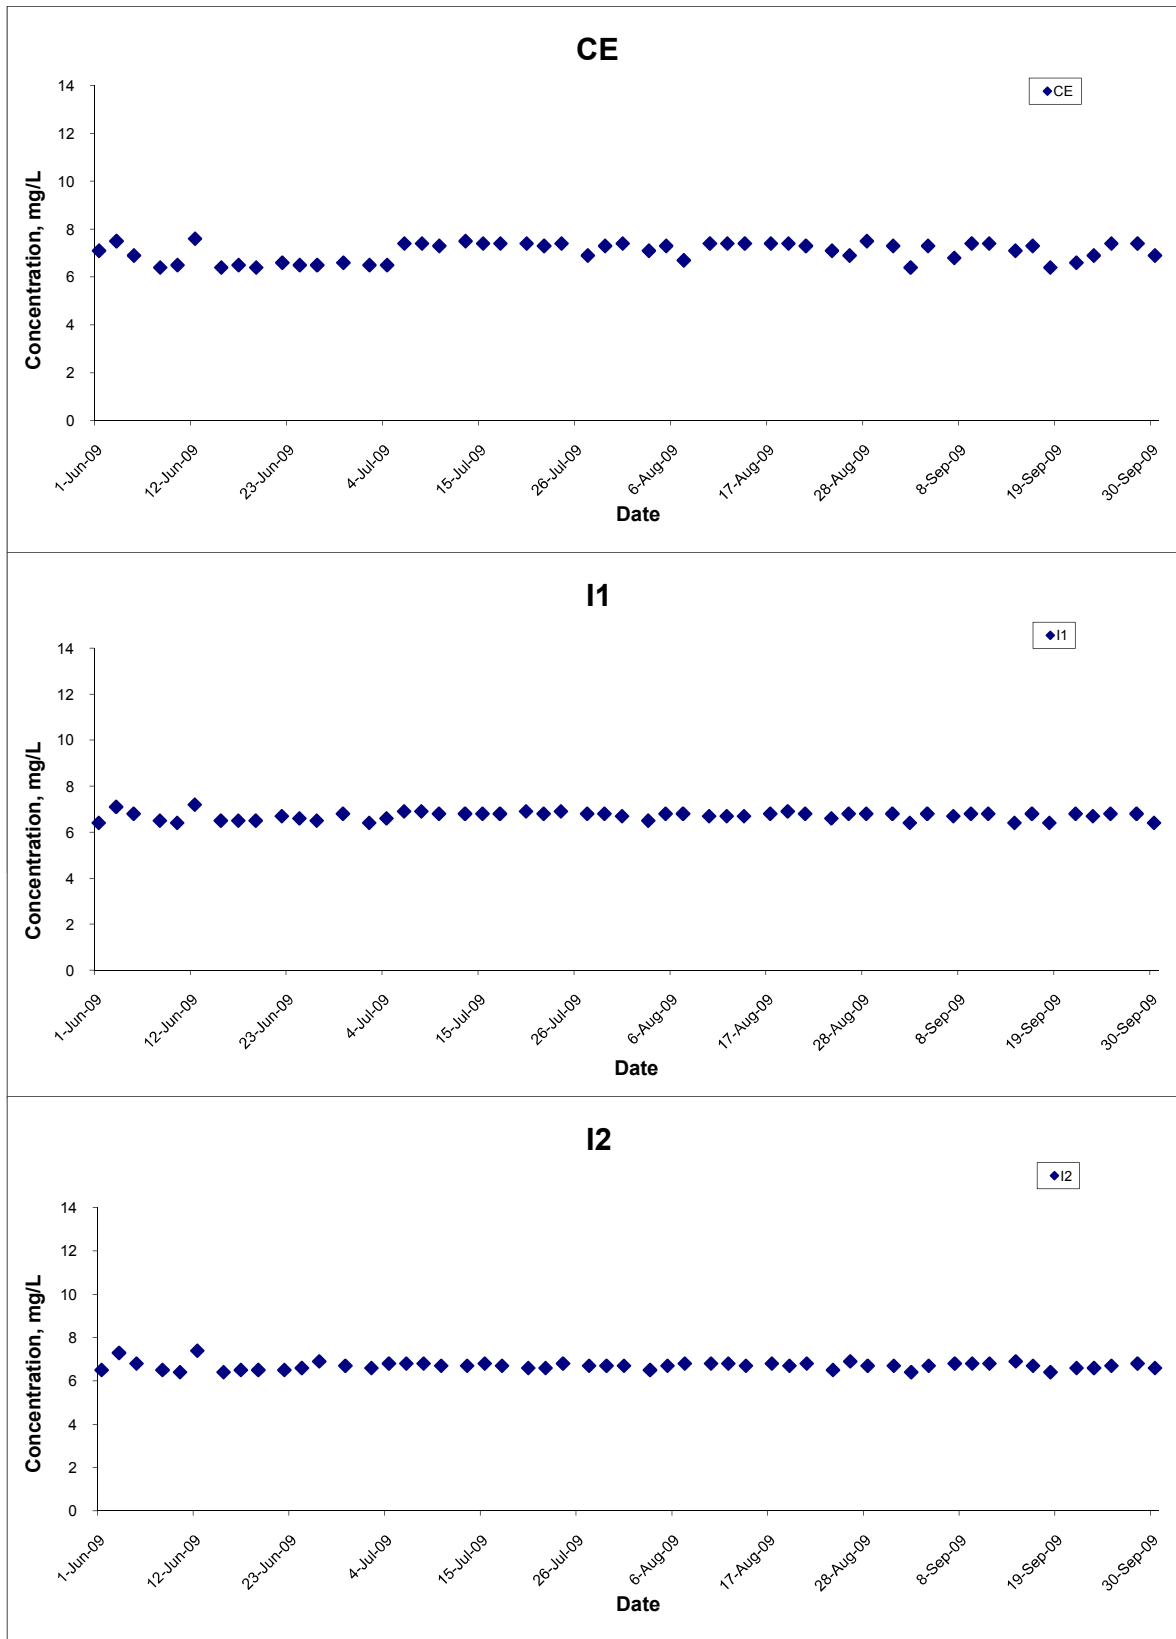 CE
CE
Concentration, mg/L
14
12
10
8
6
4
2
0
1-Jun-09
12-Jun-09
23-Jun-09
4-Jul-09
15-Jul-09
26-Jul-09
6-Aug-09
17-Aug-09
28-Aug-09
8-Sep-09
19-Sep-09
30-Sep-09
Date
I1
I1
Concentration, mg/L
14
12
10
8
6
4
2
0
1-Jun-09
12-Jun-09
23-Jun-09
4-Jul-09
15-Jul-09
26-Jul-09
6-Aug-09
17-Aug-09
28-Aug-09
8-Sep-09
19-Sep-09
30-Sep-09
Date
I2
I2
Concentration, mg/L
14
12
10
8
6
4
2
0
1-Jun-09
12-Jun-09
23-Jun-09
4-Jul-09
15-Jul-09
26-Jul-09
6-Aug-09
17-Aug-09
28-Aug-09
8-Sep-09
19-Sep-09
30-Sep-09
Date